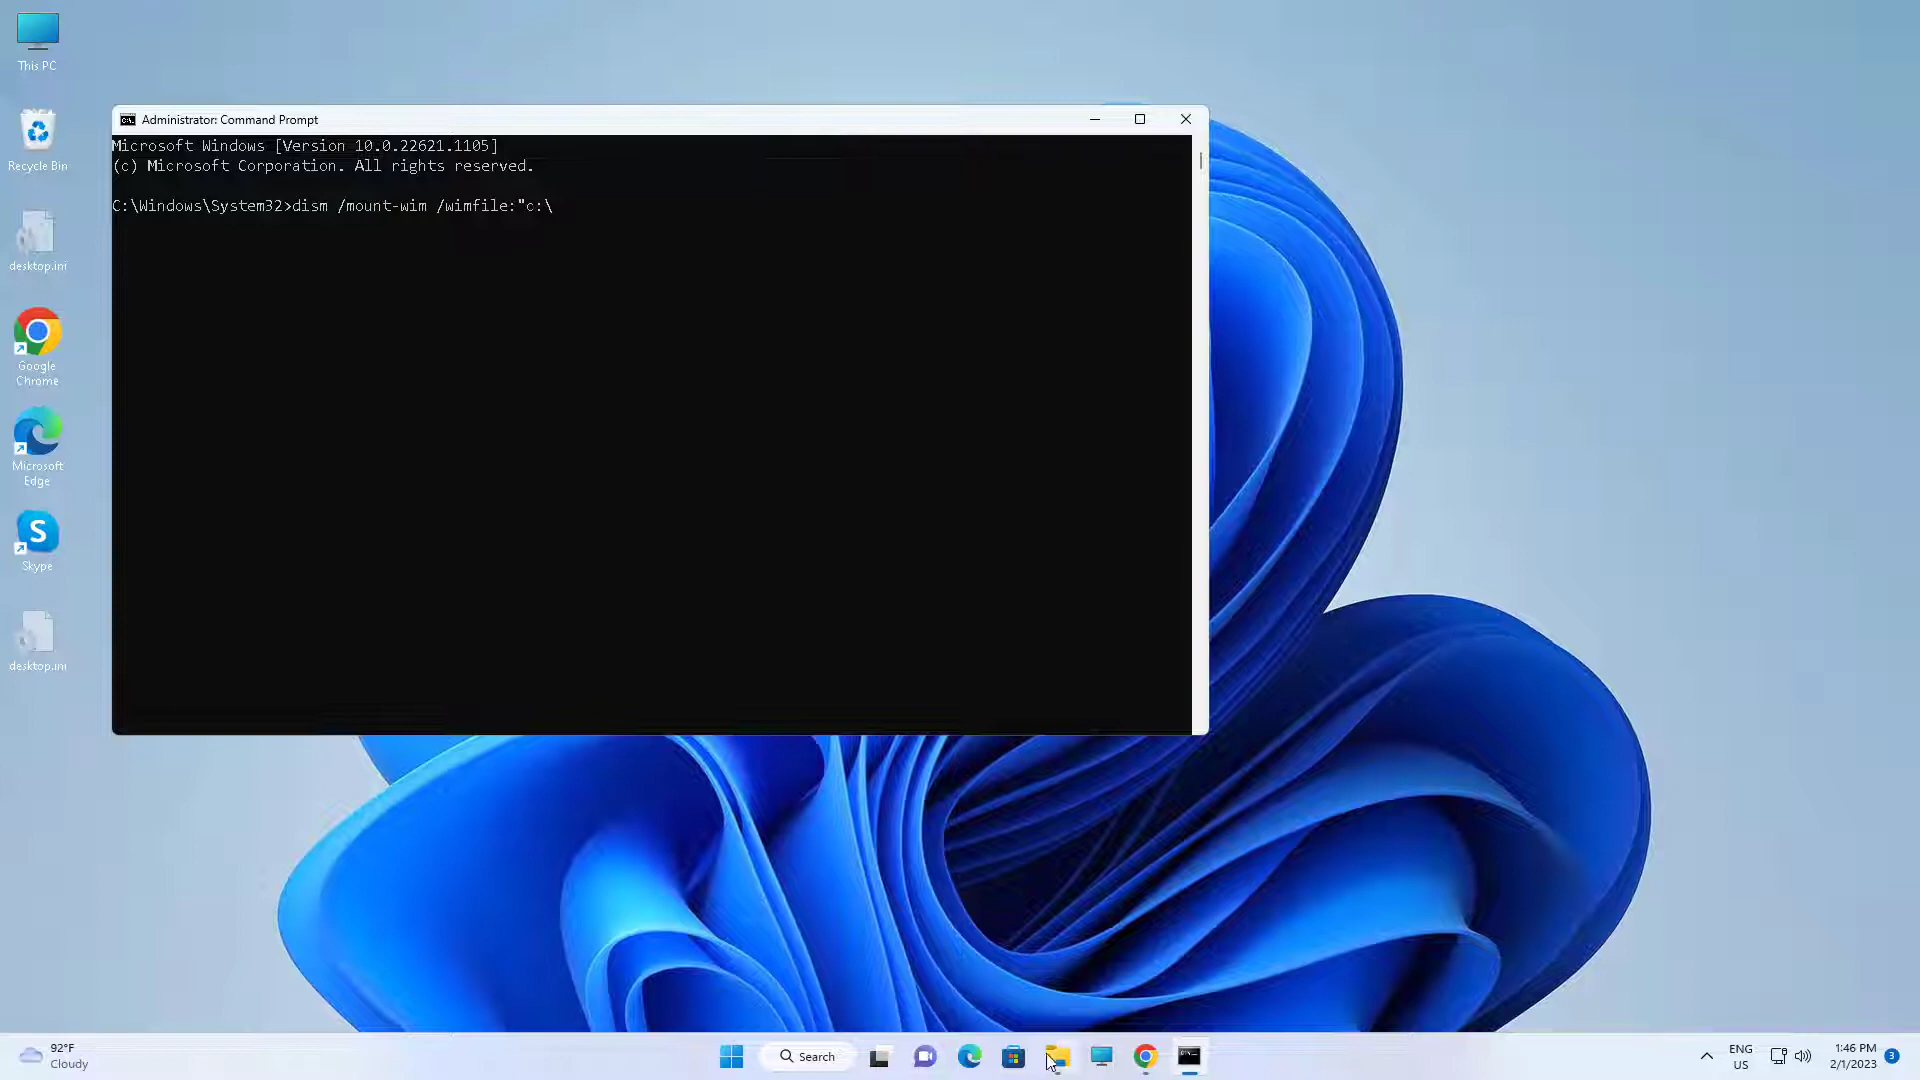 This PC
Recycle Bin
desktop.ini
Google
Chrome
Microsoft
Edge
S
Skype
desktop.ini
Administrator: Command Prompt
Microsoft Windows [Version 10.0.22621.1105]
(c) Microsoft Corporation. All rights reserved.
C:\Windows\System32>dism /mount-wim /wimfile:"c:\
92°F
Cloudy
Search
ENG
US
1:46 PM
2/1/2023
3